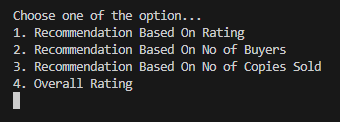 Choose one of the option...
1. Recommendation Based On Rating
2. Recommendation Based On No of Buyers
3. Recommendation Based On No of Copies Sold
4. Overall Rating